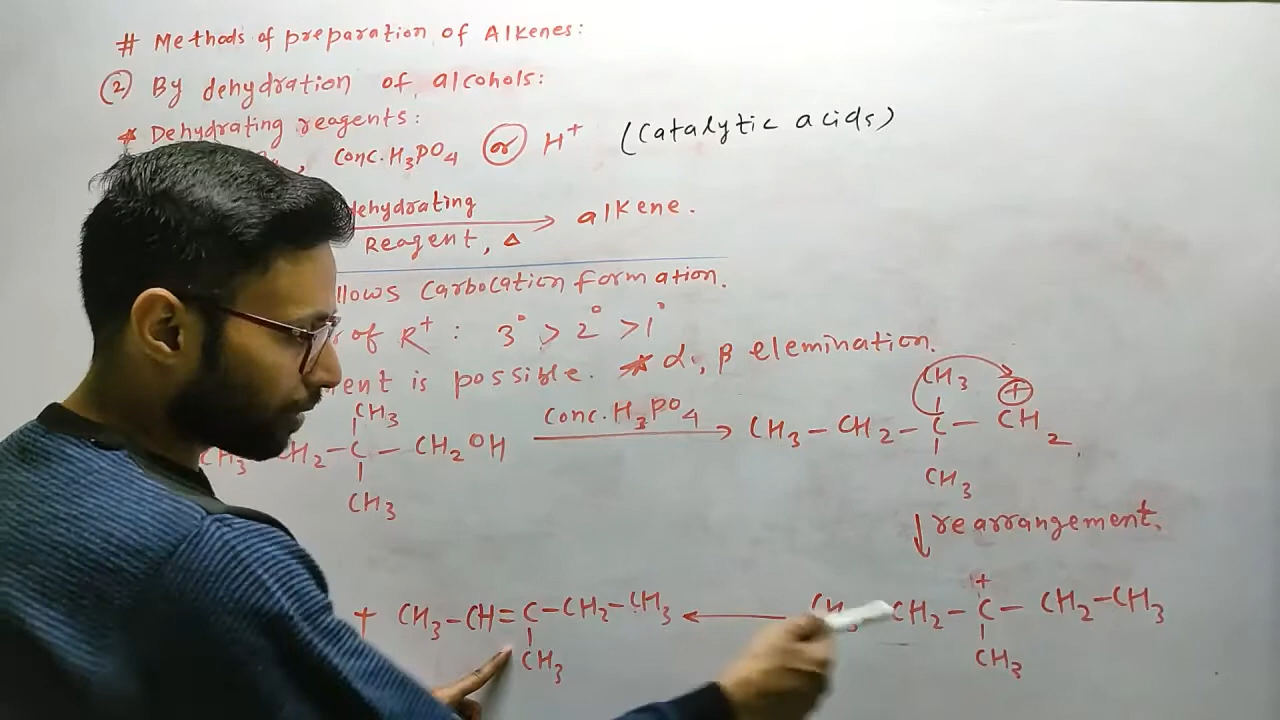 # Methods of preparation of Alkenes:
② By dehydration of alcohols:
* Dehydrating reagents:
, Conc. H₃PO₄ (or) H⁺ (Catalytic acids)
ehydrating
Reagent, Δ
alkene.
llows Carbocation formation.
of R⁺ : 3° > 2° > 1°
ent is possible. * α, β elemination.
CH₃
H₂–C–CH₂OH
CH₃
Conc. H₃PO₄
CH₃
CH₃–CH₂–C–CH₂
+
CH₃
↓ rearrangement.
+ CH₃–CH=C–CH₂–CH₃
CH₃
←
+
CH₂–C–CH₂–CH₃
CH₃